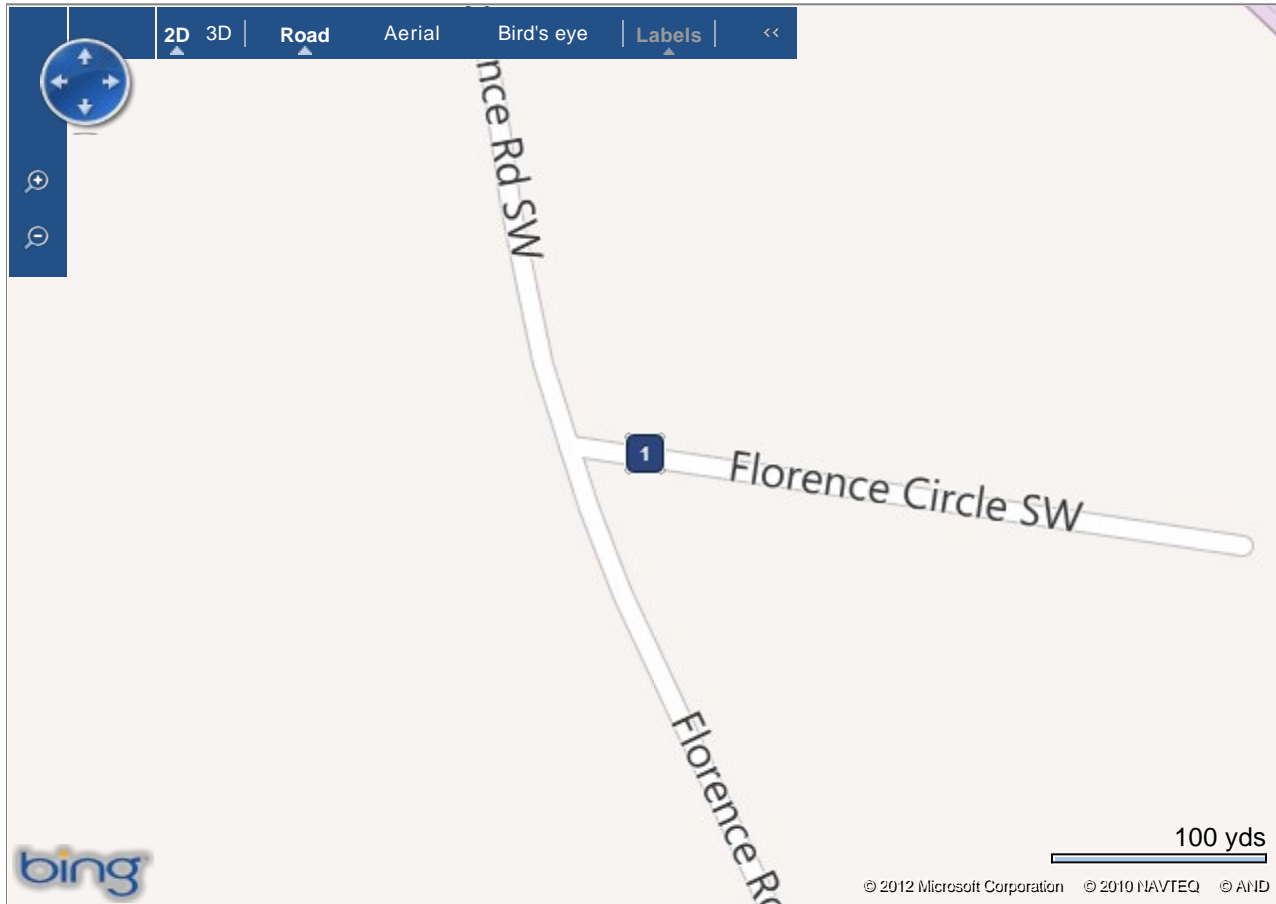 2D 3D Road Aerial Bird's eye Labels <<
nce Rd SW
1
Florence Circle SW
Florence Rd
100 yds
bing
© 2012 Microsoft Corporation © 2010 NAVTEQ © AND